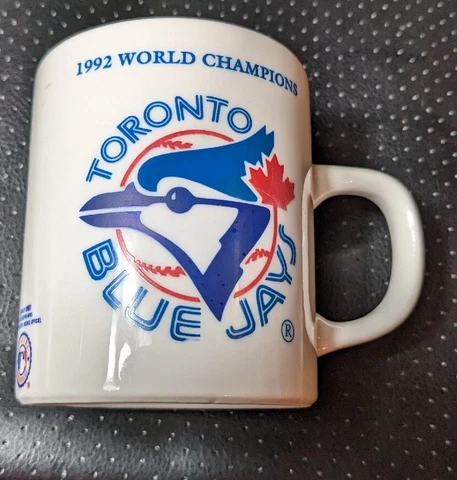 1992 WORLD CHAMPIONS
TORONTO
BLUE JAYS
®